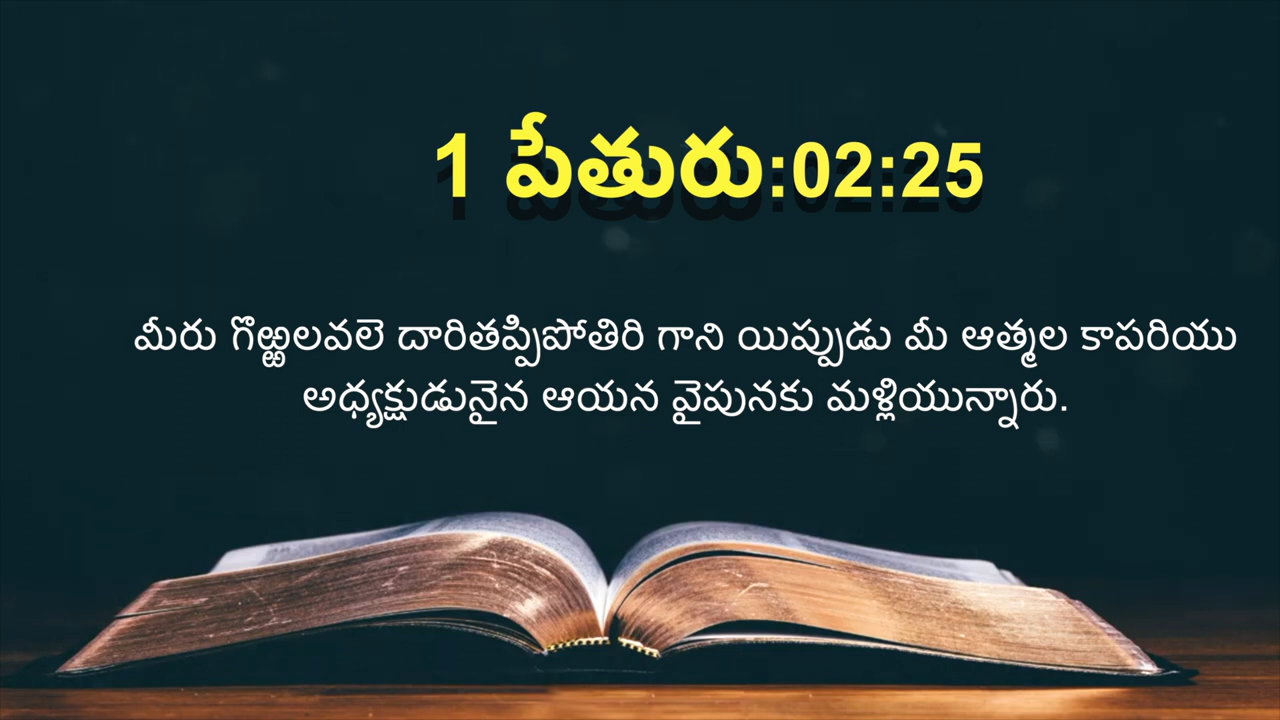 1 పేతురు:02:25
మీరు గొఱ్ఱలవలె దారితప్పిపోతిరి గాని యిప్పుడు మీ ఆత్మల కాపరియు
అధ్యక్షుడునైన ఆయన వైపునకు మళ్లియున్నారు.